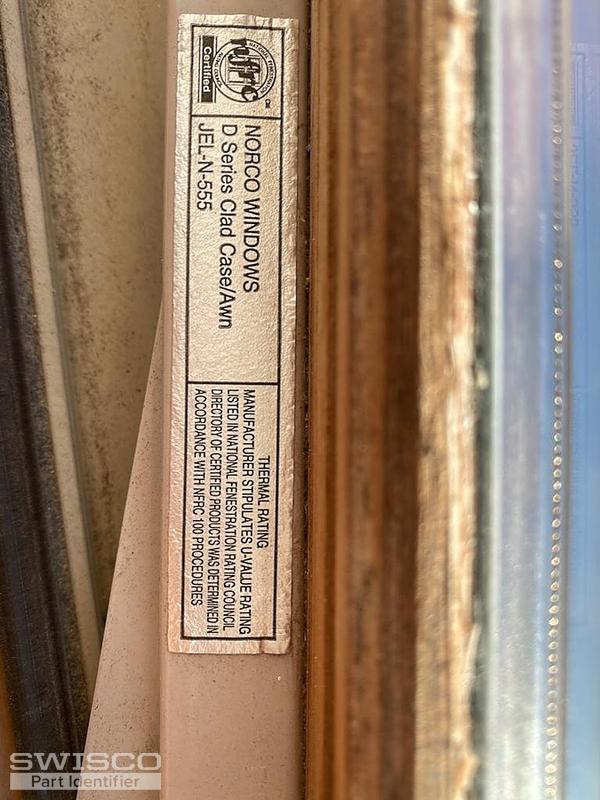 nfrc
Certified
NORCO WINDOWS
D Series Clad Case/Awn
JEL-N-555
THERMAL RATING
MANUFACTURER STIPULATES U-VALUE RATING
LISTED IN NATIONAL FENESTRATION RATING COUNCIL
DIRECTORY OF CERTIFIED PRODUCTS WAS DETERMINED IN
ACCORDANCE WITH NFRC 100 PROCEDURES
SWISCO
Part Identifier